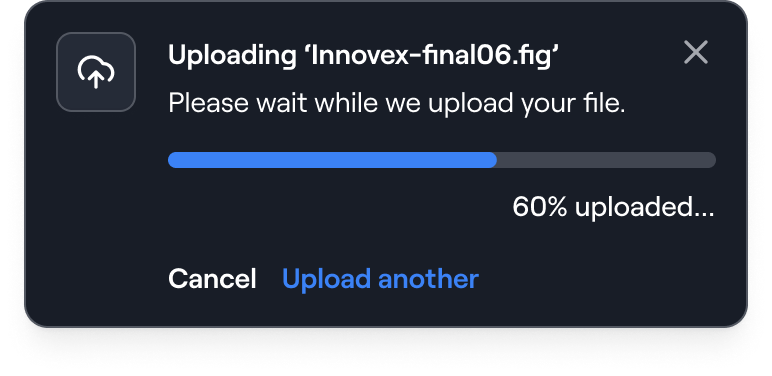 Uploading ‘Innovex-final06.fig’
Please wait while we upload your file.
60% uploaded...
Cancel Upload another